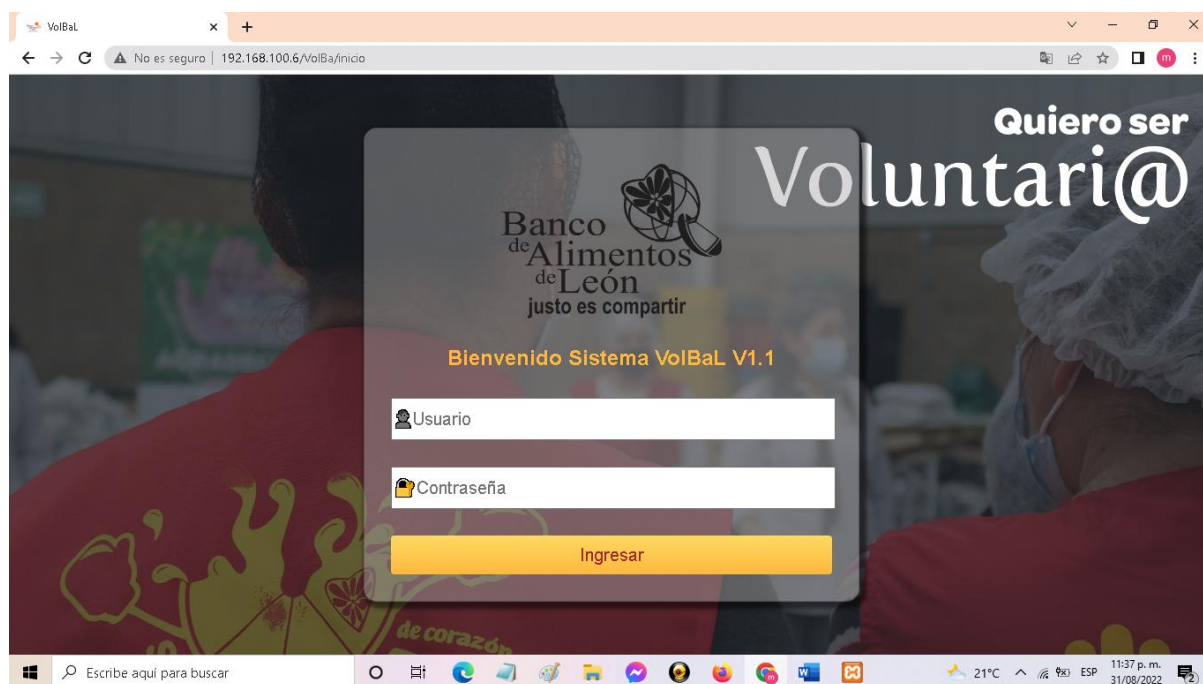 VolBaL
No es seguro | 192.168.100.6/VolBa/inicio
m
Quiero ser
Voluntari@
Banco
de Alimentos
de León
justo es compartir
Bienvenido Sistema VolBaL V1.1
Usuario
Contraseña
Ingresar
de corazón
Escribe aquí para buscar
21°C
ESP
11:37 p. m.
31/08/2022
2